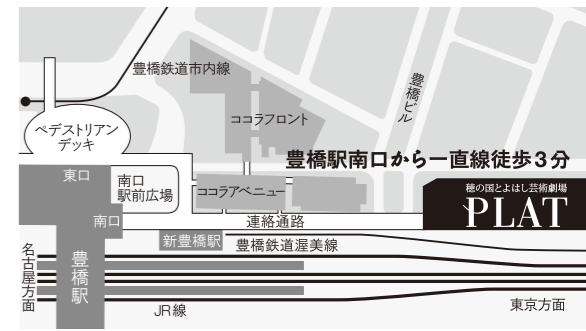 豊橋鉄道市内線
ペデストリアン
デッキ
ココラフロント
豊橋ビル
豊橋駅南口から一直線徒歩3分
東口
南口
駅前広場
ココラアベニュー
穂の国とよはし芸術劇場
PLAT
南口
連絡通路
新豊橋駅
豊橋鉄道渥美線
名古屋方面
豊橋駅
JR線
東京方面